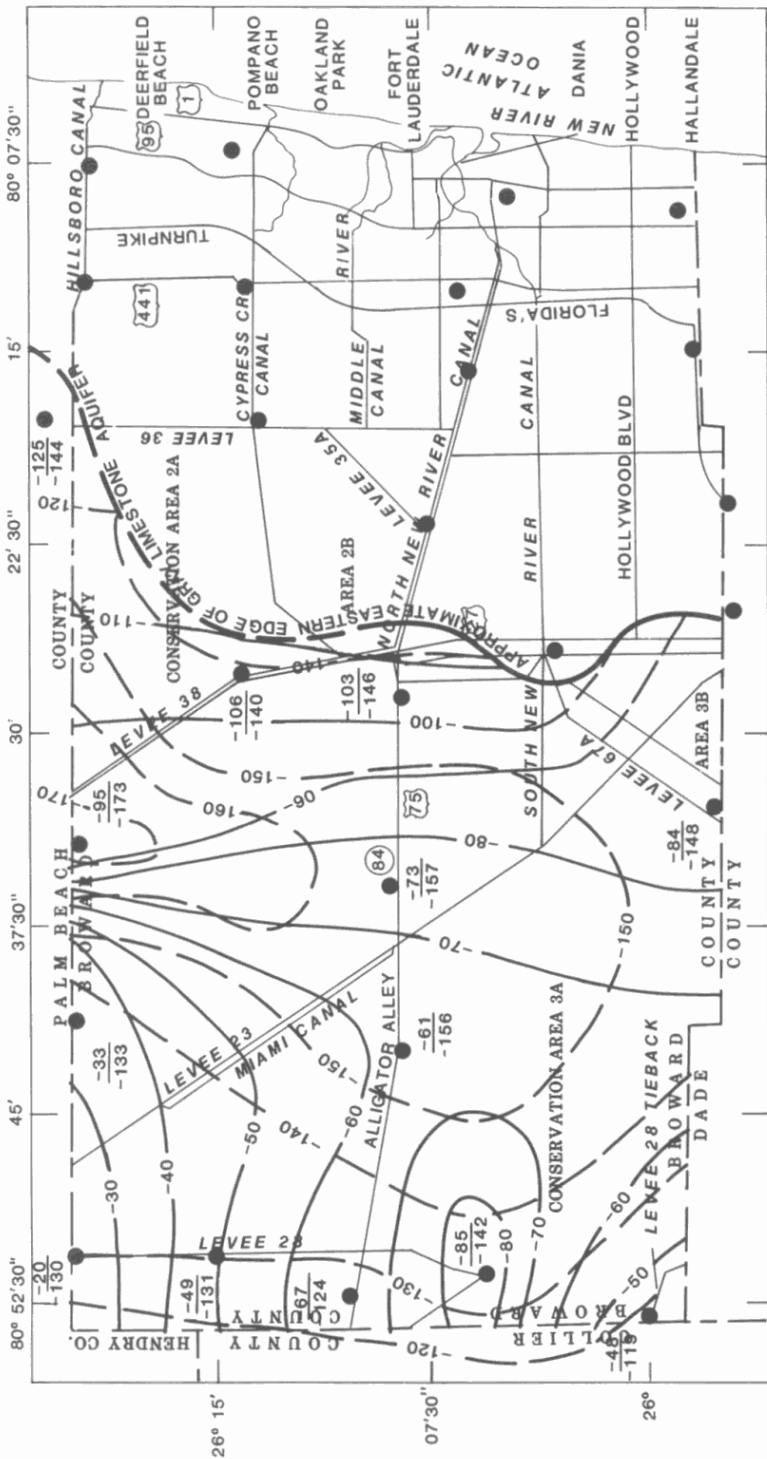 80° 52'30"
45'
37'30"
30'
22' 30"
15'
80° 07'30"
26° 15'
07'30"
26°
PALM BEACH COUNTY
BROWARD COUNTY
HENDRY CO.
COLLIER COUNTY
BROWARD COUNTY
BROWARD COUNTY
DADE COUNTY
HILLSBORO CANAL
DEERFIELD
BEACH
POMPANO
BEACH
OAKLAND
PARK
FORT
LAUDERDALE
ATLANTIC
OCEAN
NEW RIVER
DANIA
HOLLYWOOD
HALLANDALE
95
1
441
TURNPIKE
FLORIDA'S
CYPRESS CR
CANAL
MIDDLE RIVER
CANAL
LEVEE 36
LEVEE 35A
NORTH NEW RIVER CANAL
SOUTH NEW RIVER CANAL
HOLLYWOOD BLVD
APPROXIMATE EASTERN EDGE OF GRAY LIMESTONE AQUIFER
CONSERVATION AREA 2A
AREA 2B
CONSERVATION AREA 3A
AREA 3B
LEVEE 38
LEVEE 67A
LEVEE 23
MIAMI CANAL
ALLIGATOR ALLEY
84
75
LEVEE 28
LEVEE 28 TIEBACK
-20
-130
-49
-131
-67
-124
-85
-142
-48
-119
-33
-133
-61
-156
-95
-173
-73
-157
-84
-148
-106
-140
-103
-146
-125
-144
-30
-40
-50
-60
-140
-150
-130
-120
-80
-70
-60
-50
-170
160
-150
-96
-80
-70
-150
-110
-120
-140
-100